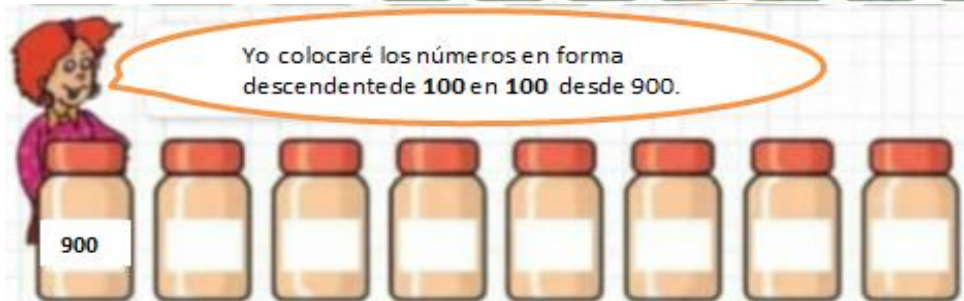 Yo colocaré los números en forma
descendentede 100 en 100 desde 900.
900